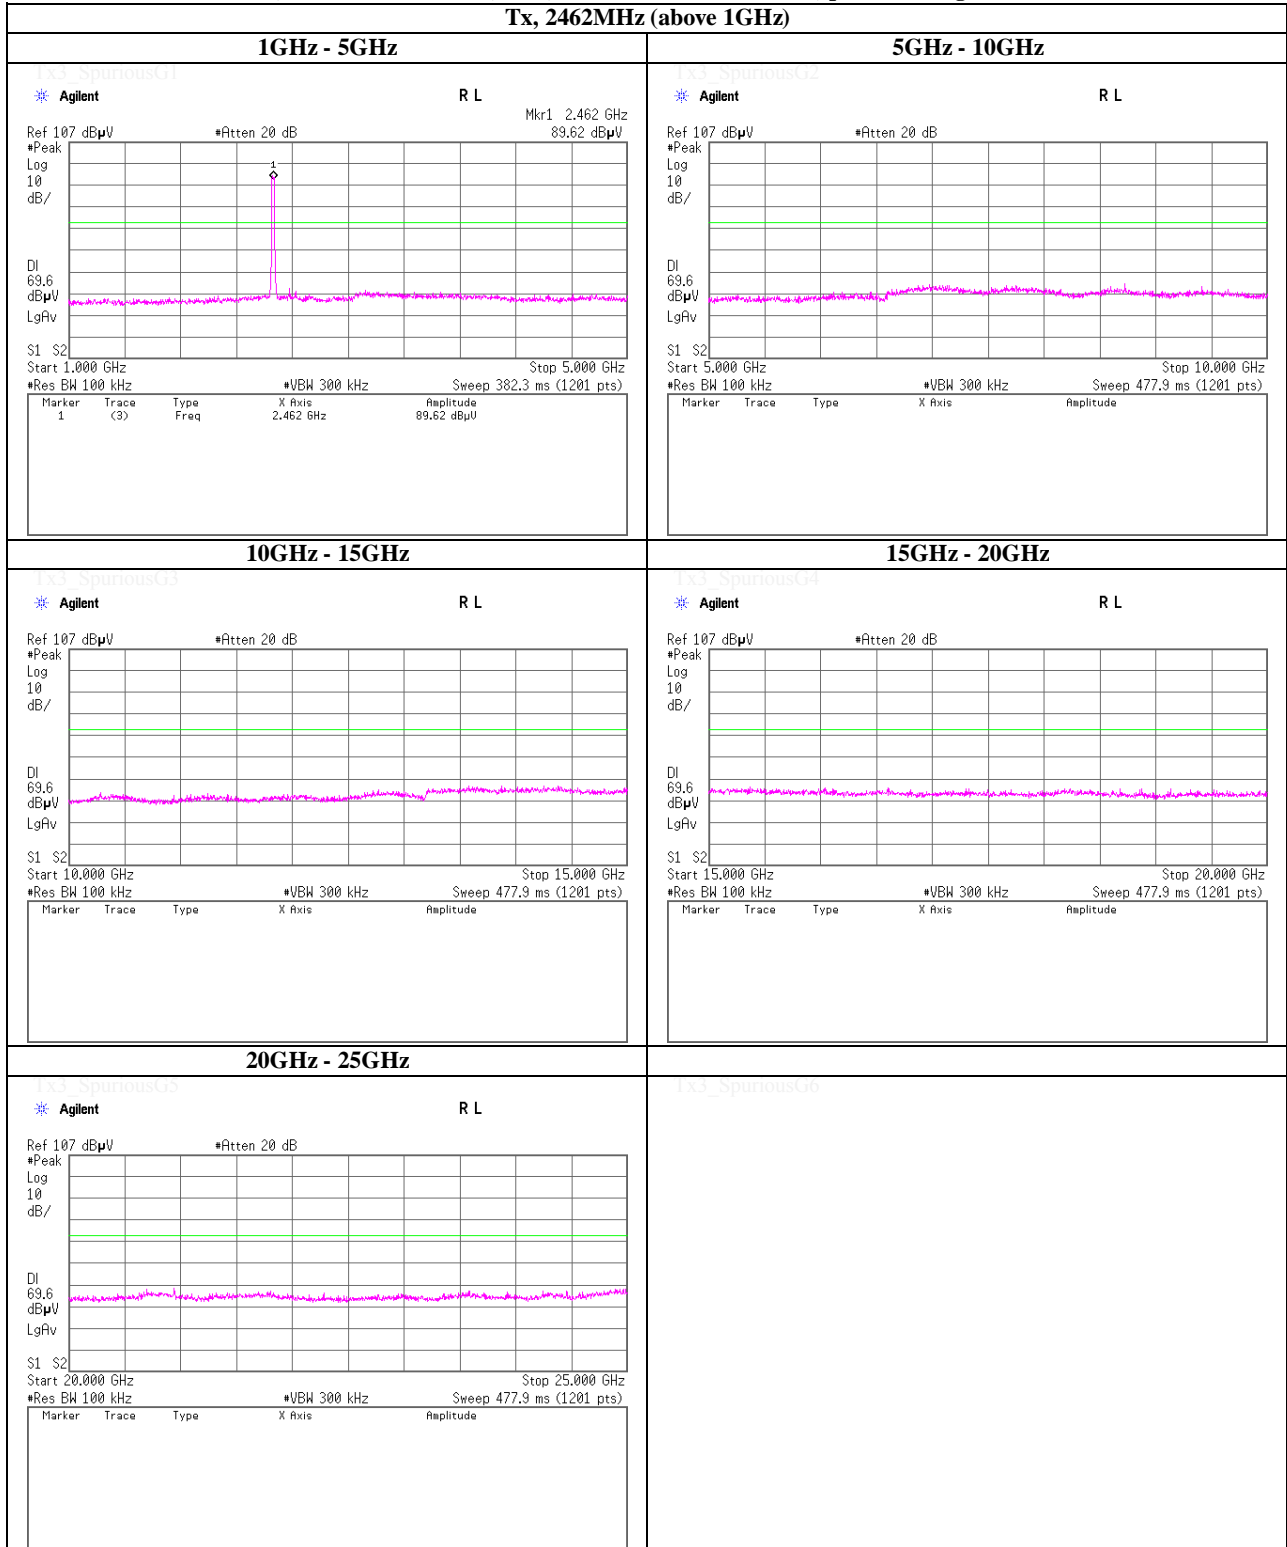 Tx, 2462MHz (above 1GHz)
1GHz - 5GHz
5GHz - 10GHz
Tx3_SpuriousG1
Agilent R L
Mkr1 2.462 GHz
Ref 107 dBµV #Atten 20 dB 89.62 dBµV
#Peak
Log
10
dB/
1
DI
69.6
dBµV
LgAv
S1 S2
Start 1.000 GHz Stop 5.000 GHz
#Res BW 100 kHz #VBW 300 kHz Sweep 382.3 ms (1201 pts)
Marker Trace Type X Axis Amplitude
1 (3) Freq 2.462 GHz 89.62 dBµV
Tx3_SpuriousG2
Agilent R L
Ref 107 dBµV #Atten 20 dB
#Peak
Log
10
dB/
DI
69.6
dBµV
LgAv
S1 S2
Start 5.000 GHz Stop 10.000 GHz
#Res BW 100 kHz #VBW 300 kHz Sweep 477.9 ms (1201 pts)
Marker Trace Type X Axis Amplitude
10GHz - 15GHz
15GHz - 20GHz
Tx3_SpuriousG3
Agilent R L
Ref 107 dBµV #Atten 20 dB
#Peak
Log
10
dB/
DI
69.6
dBµV
LgAv
S1 S2
Start 10.000 GHz Stop 15.000 GHz
#Res BW 100 kHz #VBW 300 kHz Sweep 477.9 ms (1201 pts)
Marker Trace Type X Axis Amplitude
Tx3_SpuriousG4
Agilent R L
Ref 107 dBµV #Atten 20 dB
#Peak
Log
10
dB/
DI
69.6
dBµV
LgAv
S1 S2
Start 15.000 GHz Stop 20.000 GHz
#Res BW 100 kHz #VBW 300 kHz Sweep 477.9 ms (1201 pts)
Marker Trace Type X Axis Amplitude
20GHz - 25GHz
Tx3_SpuriousG5
Agilent R L
Ref 107 dBµV #Atten 20 dB
#Peak
Log
10
dB/
DI
69.6
dBµV
LgAv
S1 S2
Start 20.000 GHz Stop 25.000 GHz
#Res BW 100 kHz #VBW 300 kHz Sweep 477.9 ms (1201 pts)
Marker Trace Type X Axis Amplitude
Tx3_SpuriousG6